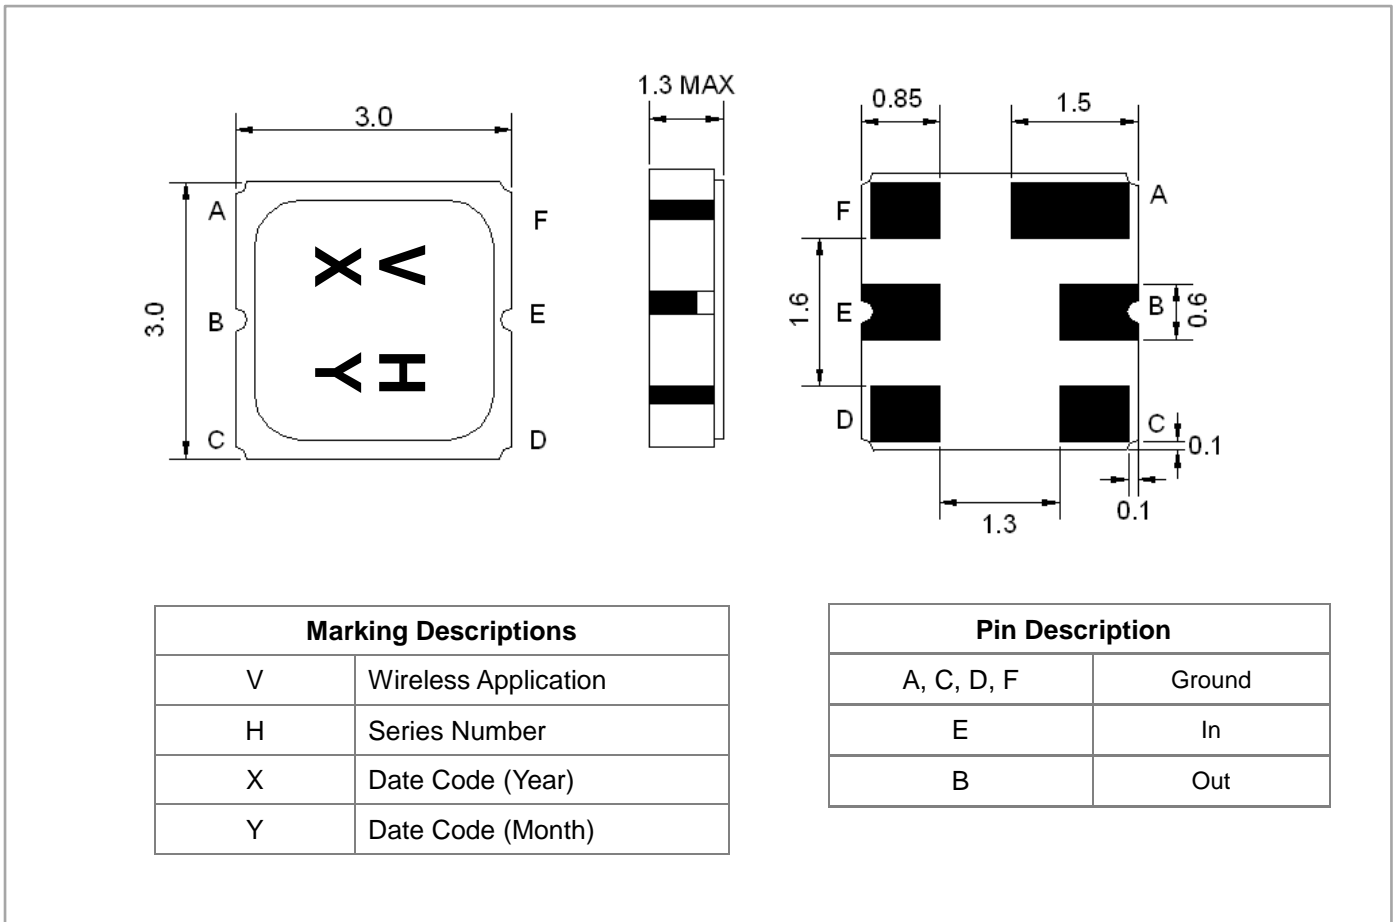 1.3 MAX
3.0
0.85
1.5
A
F
F
A
V
X
3.0
B
E
1.6
E
B
0.6
H
Y
C
D
D
C
0.1
0.1
1.3
Marking Descriptions
V Wireless Application
H Series Number
X Date Code (Year)
Y Date Code (Month)
Pin Description
A, C, D, F Ground
E In
B Out